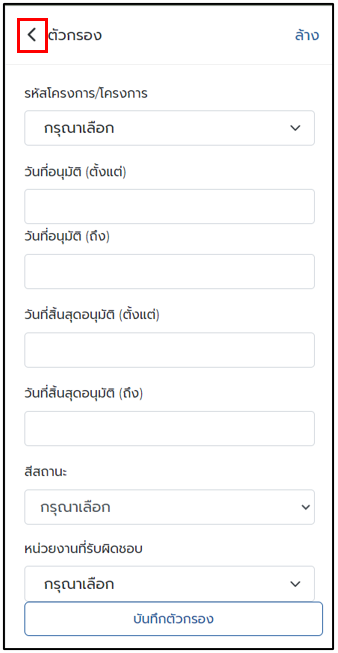 ตัวกรอง ล้าง
รหัสโครงการ/โครงการ
กรุณาเลือก
วันที่อนุมัติ (ตั้งแต่)
วันที่อนุมัติ (ถึง)
วันที่สิ้นสุดอนุมัติ (ตั้งแต่)
วันที่สิ้นสุดอนุมัติ (ถึง)
สีสถานะ
กรุณาเลือก
หน่วยงานที่รับผิดชอบ
กรุณาเลือก
บันทึกตัวกรอง